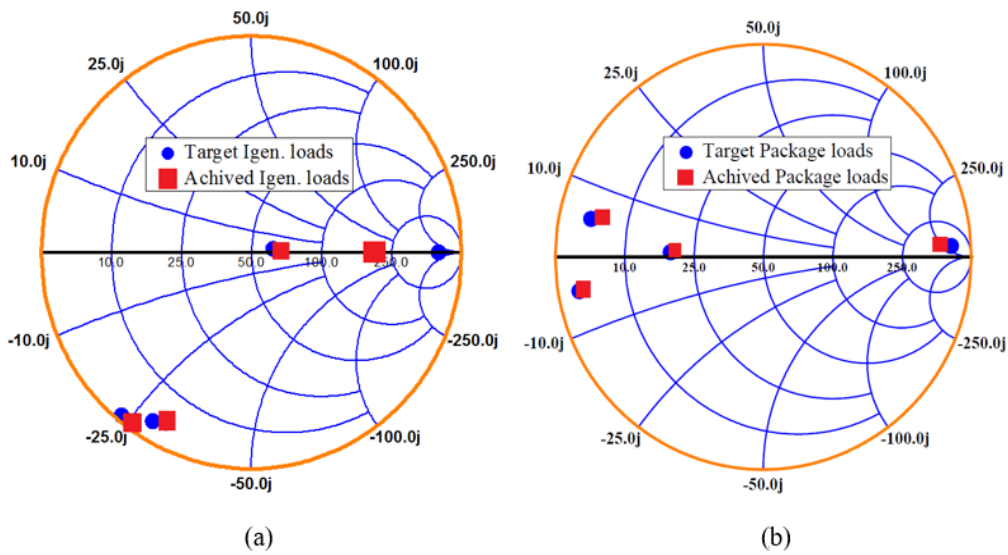 50.0j
25.0j
100.0j
Target Igen. loads
Achived Igen. loads
10.0j
250.0j
10.0
25.0
50.0
100.0
250.0
-10.0j
-250.0j
-25.0j
-100.0j
-50.0j
(a)
50.0j
25.0j
100.0j
Target Package loads
Achived Package loads
10.0j
250.0j
10.0
25.0
50.0
100.0
250.0
-10.0j
-250.0j
-25.0j
-100.0j
-50.0j
(b)